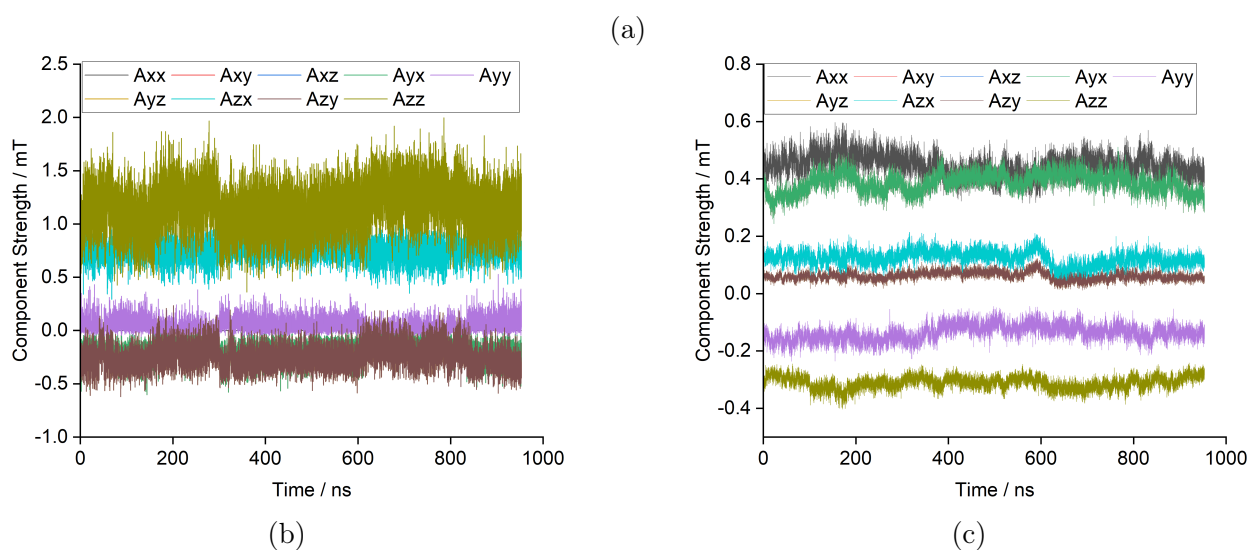 (a)
2.5
2.0
1.5
1.0
0.5
0.0
-0.5
-1.0
Component Strength / mT
Axx Axy Axz Ayx Ayy
Ayz Azx Azy Azz
0 200 400 600 800 1000
Time / ns
(b)
0.8
0.6
0.4
0.2
0.0
-0.2
-0.4
Component Strength / mT
Axx Axy Axz Ayx Ayy
Ayz Azx Azy Azz
0 200 400 600 800 1000
Time / ns
(c)